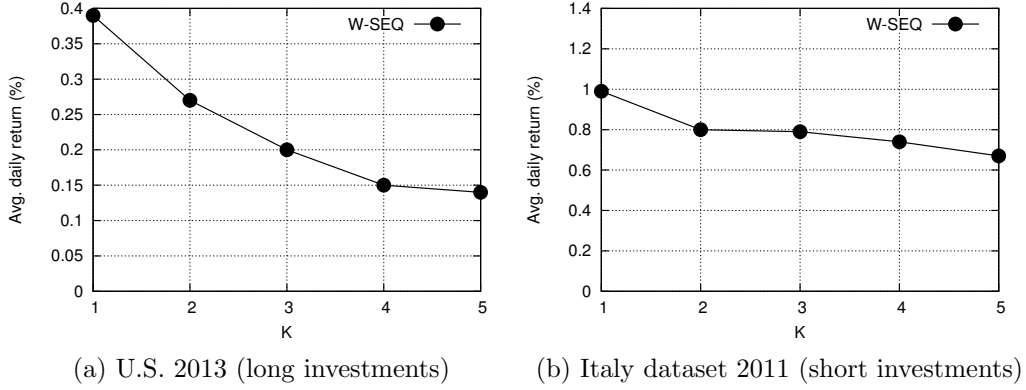 0.4
0.35
0.3
0.25
0.2
0.15
0.1
0.05
0
Avg. daily return (%)
W-SEQ
1 2 3 4 5
K
(a) U.S. 2013 (long investments)
1.4
1.2
1
0.8
0.6
0.4
0.2
0
Avg. daily return (%)
W-SEQ
1 2 3 4 5
K
(b) Italy dataset 2011 (short investments)